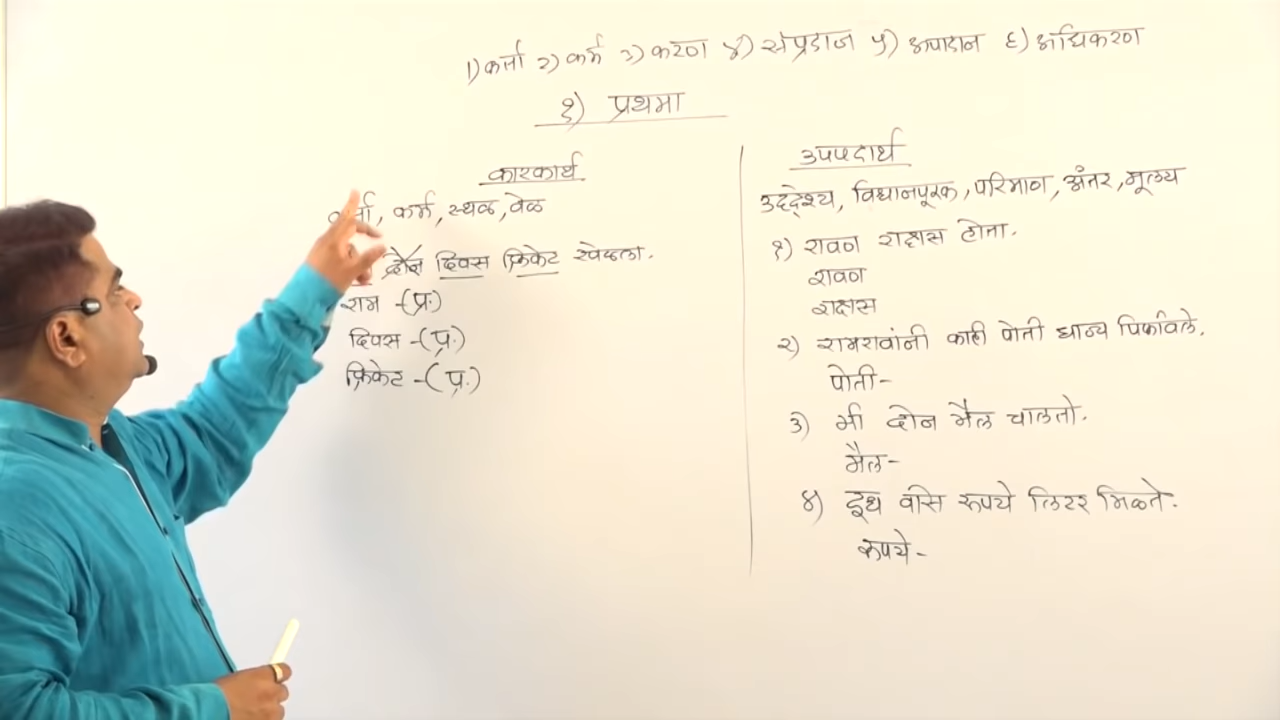 १) कर्ता २) कर्म ३) करण ४) संप्रदान ५) अपादान ६) अधिकरण
१) प्रथमा
कारकार्थ
कर्म, स्थळ, वेळ
दोन दिवस क्रिकेट खेळला.
राम -(प्र.)
दिवस -(प्र.)
क्रिकेट -(प्र.)
उपपदार्थ
उद्देश्य, विधानपूरक, परिमाण, अंतर, मूल्य
१) रावण राक्षस होता.
रावण
राक्षस
२) रामरावांनी काही पोती धान्य पिकविले.
पोती-
३) मी दोन मैल चालतो.
मैल-
४) दूध वीस रुपये लिटर मिळते.
रुपये-